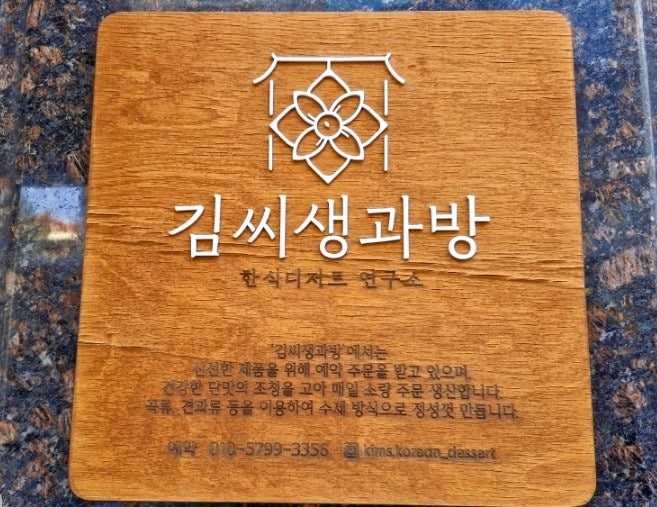 김씨생과방
한식디저트 연구소
'김씨생과방'에서는
신선한 제품을 위해 예약 주문을 받고 있으며,
건강한 단맛의 조청을 고아 매일 소량 주문 생산합니다.
곡류, 견과류 등을 이용하여 수제 방식으로 정성껏 만듭니다.
예약 010-5799-3356 kims.korean_dessert